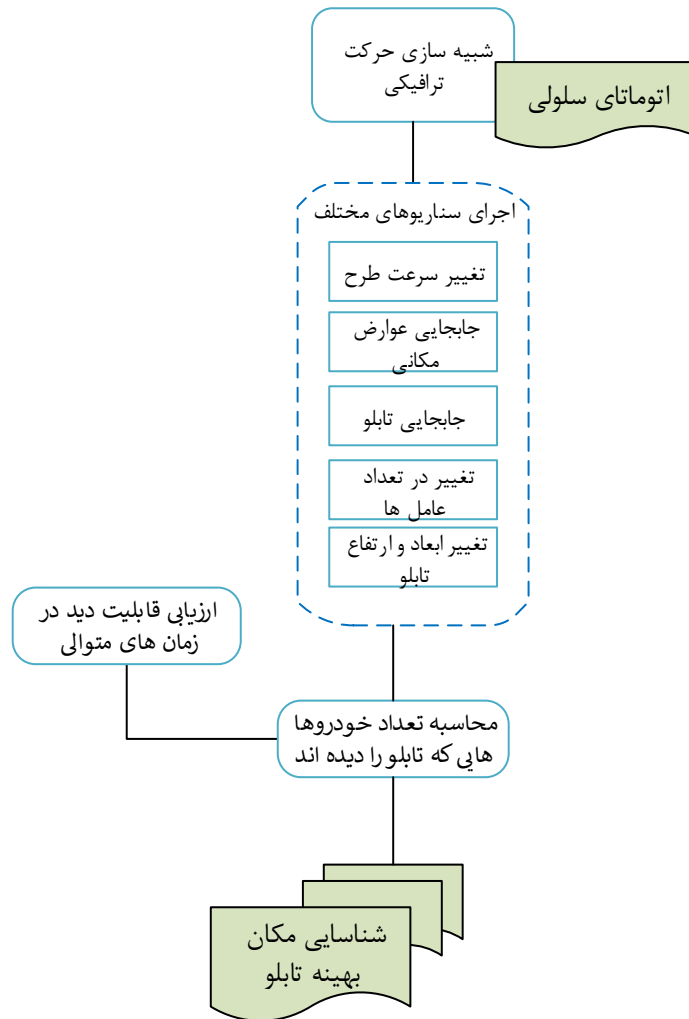 شبیه سازی حرکت
ترافیکی
اتوماتای سلولی
اجرای سناریوهای مختلف
تغییر سرعت طرح
جابجایی عوارض
مکانی
جابجایی تابلو
تغییر در تعداد
عامل ها
تغییر ابعاد و ارتفاع
تابلو
ارزیابی قابلیت دید در
زمان های متوالی
محاسبه تعداد خودروها
هایی که تابلو را دیده اند
شناسایی مکان
بهینه تابلو